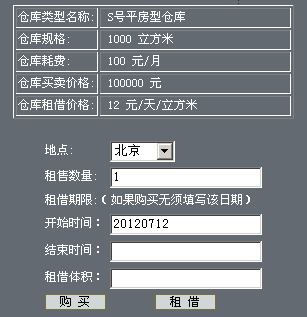 仓库类型名称: S号平房型仓库
仓库规格: 1000 立方米
仓库耗费: 100 元/月
仓库买卖价格: 100000 元
仓库租借价格: 12 元/天/立方米
地点: 北京
租售数量: 1
租借期限:(如果购买无须填写该日期)
开始时间: 20120712
结束时间:
租借体积:
购 买 租 借